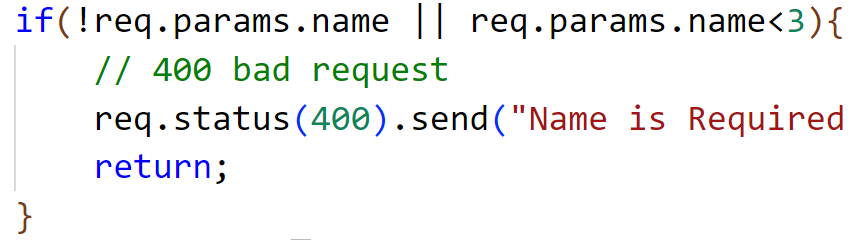 if(!req.params.name || req.params.name<3){
// 400 bad request
req.status(400).send("Name is Required
return;
}